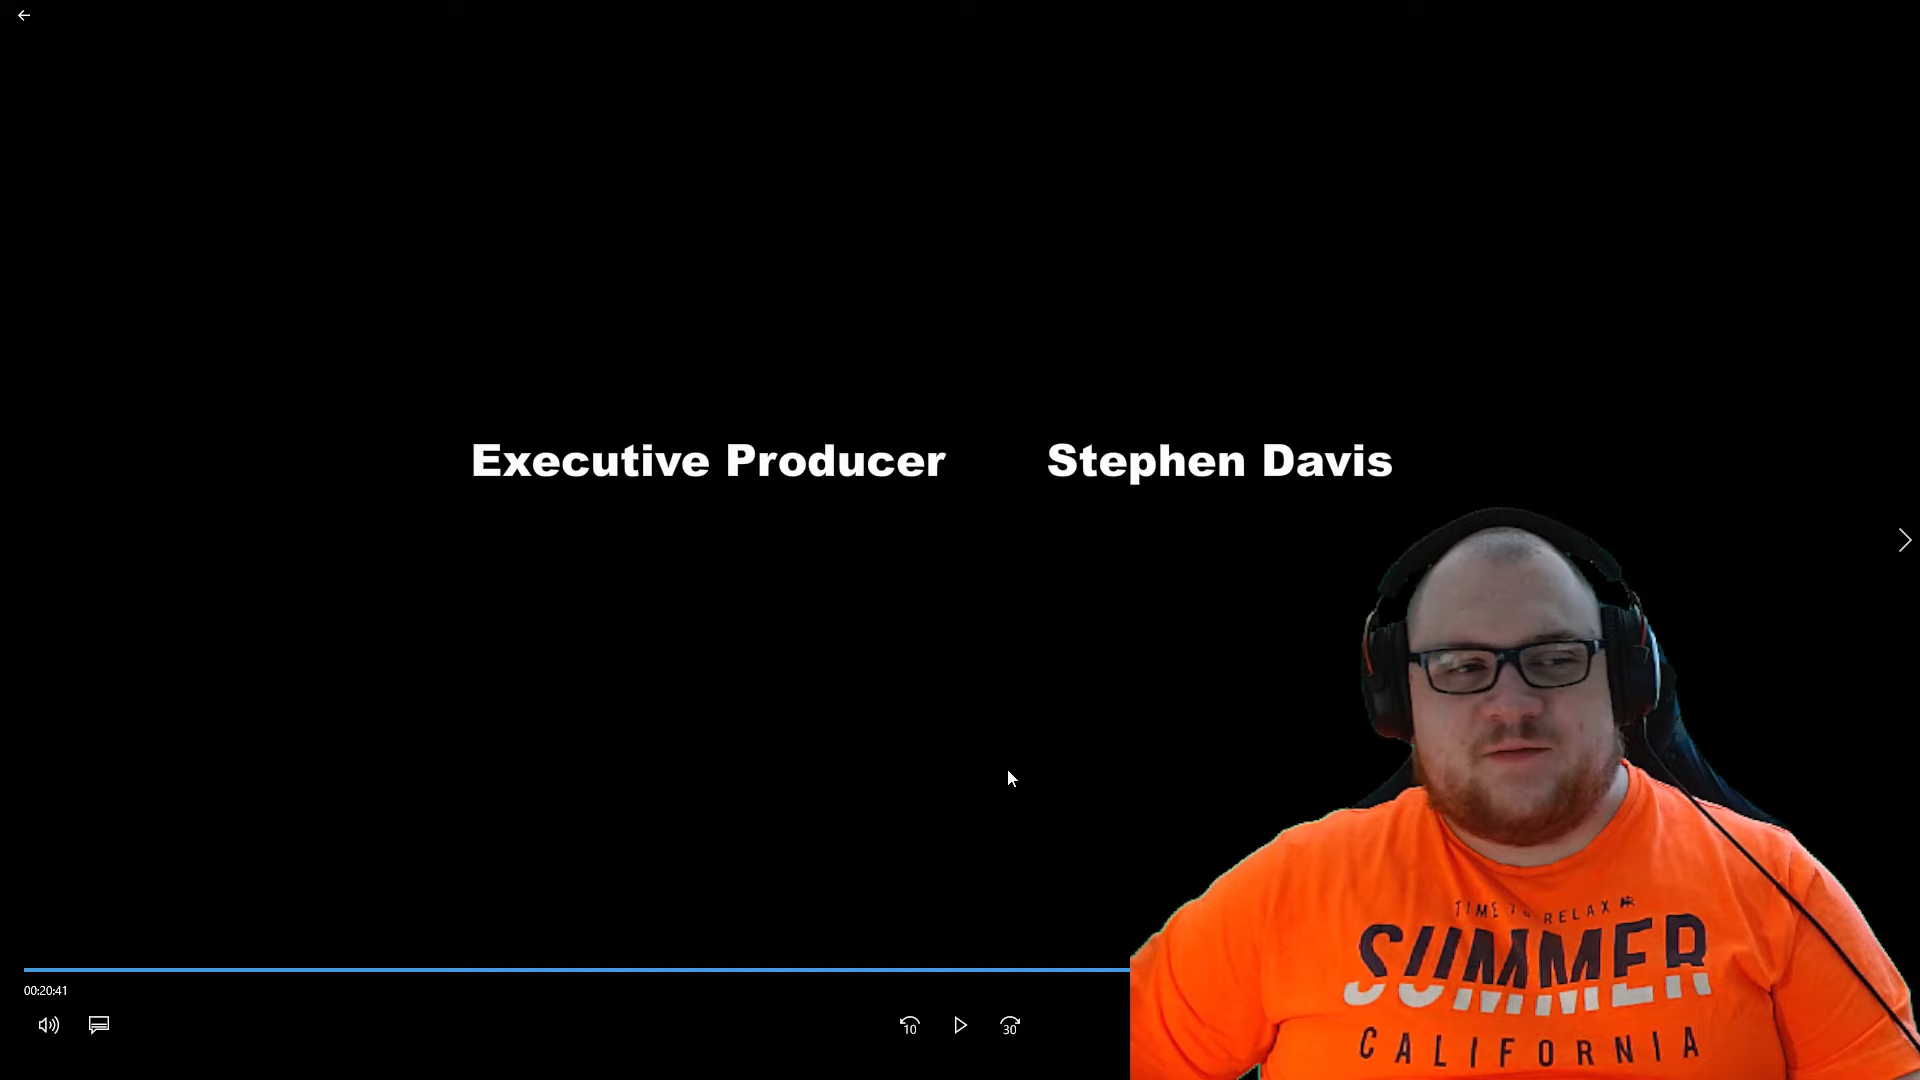 Executive Producer Stephen Davis
TIME TO RELAX
SUMMER
CALIFORNIA
00:20:41
10
30